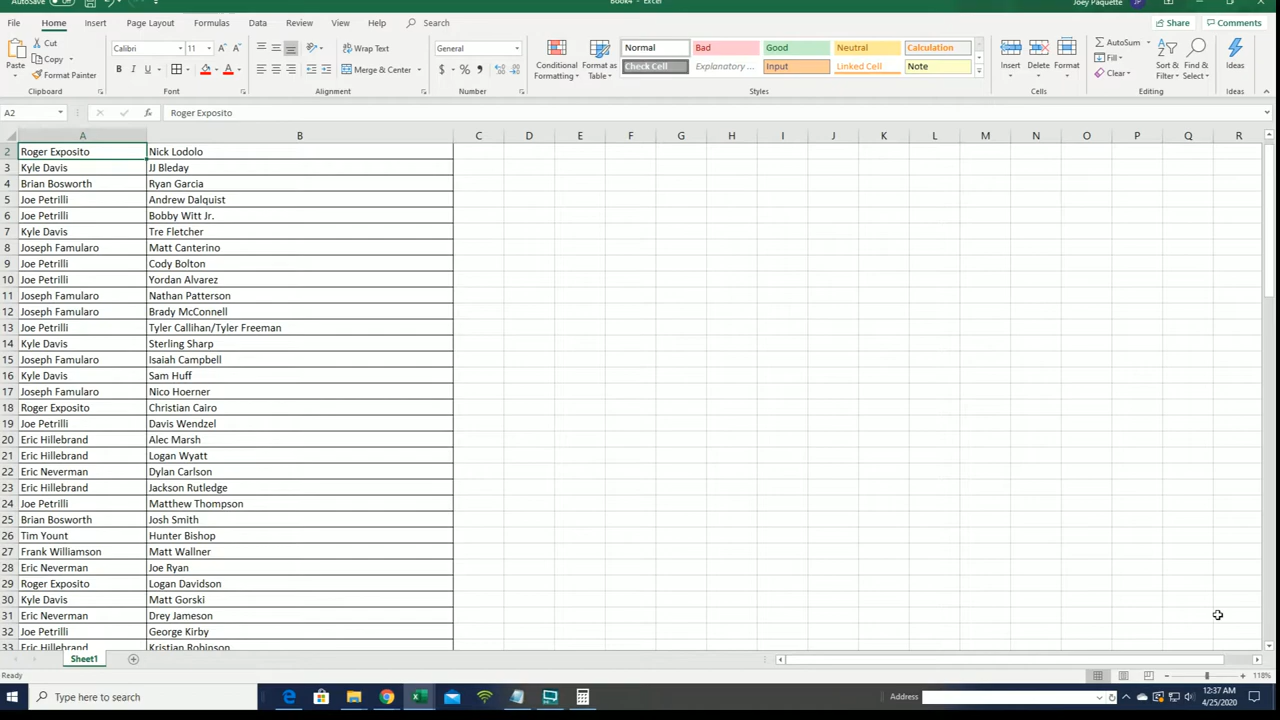 AutoSave Off Book4 - Excel Joey Paquette JP
File Home Insert Page Layout Formulas Data Review View Help Search Share Comments
Paste Cut Calibri 11 Wrap Text General Normal Bad Good Neutral Calculation AutoSum
Copy Conditional Formatting Format as Table Insert Delete Format Fill Sort & Filter Find & Select Ideas
Format Painter Merge & Center Check Cell Explanatory ... Input Linked Cell Note Clear
Clipboard Font Alignment Number Styles Cells Editing Ideas
A2 fx Roger Exposito
A B C D E F G H I J K L M N O P Q R
2 Roger Exposito Nick Lodolo
3 Kyle Davis JJ Bleday
4 Brian Bosworth Ryan Garcia
5 Joe Petrilli Andrew Dalquist
6 Joe Petrilli Bobby Witt Jr.
7 Kyle Davis Tre Fletcher
8 Joseph Famularo Matt Canterino
9 Joe Petrilli Cody Bolton
10 Joe Petrilli Yordan Alvarez
11 Joseph Famularo Nathan Patterson
12 Joseph Famularo Brady McConnell
13 Joe Petrilli Tyler Callihan/Tyler Freeman
14 Kyle Davis Sterling Sharp
15 Joseph Famularo Isaiah Campbell
16 Kyle Davis Sam Huff
17 Joseph Famularo Nico Hoerner
18 Roger Exposito Christian Cairo
19 Joe Petrilli Davis Wendzel
20 Eric Hillebrand Alec Marsh
21 Eric Hillebrand Logan Wyatt
22 Eric Neverman Dylan Carlson
23 Eric Hillebrand Jackson Rutledge
24 Joe Petrilli Matthew Thompson
25 Brian Bosworth Josh Smith
26 Tim Yount Hunter Bishop
27 Frank Williamson Matt Wallner
28 Eric Neverman Joe Ryan
29 Roger Exposito Logan Davidson
30 Kyle Davis Matt Gorski
31 Eric Neverman Drey Jameson
32 Joe Petrilli George Kirby
33 Eric Hillebrand Kristian Robinson
Sheet1
Ready 118%
Type here to search Address 12:37 AM
4/25/2020